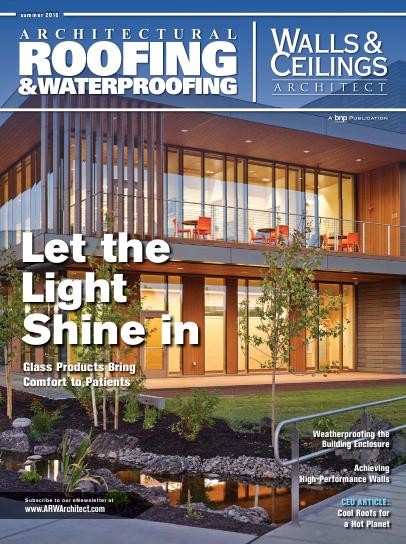 summer 2016
ARCHITECTURAL
ROOFING
& WATERPROOFING
WALLS &
CEILINGS
ARCHITECT
A bnp PUBLICATION
Let the
Light
Shine in
Glass Products Bring
Comfort to Patients
Weatherproofing the
Building Enclosure
Achieving
High-Performance Walls
CEU ARTICLE:
Cool Roofs for
a Hot Planet
Subscribe to our eNewsletter at
www.ARWArchitect.com